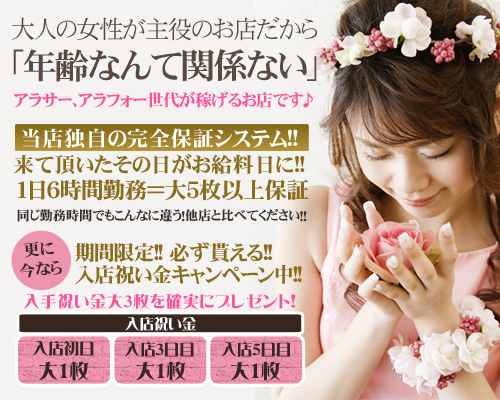 大人の女性が主役のお店だから
「年齢なんて関係ない」
アラサー、アラフォー世代が稼げるお店です♪
当店独自の完全保証システム!!
来て頂いたその日がお給料日に!!
1日6時間勤務＝大5枚以上保証
同じ勤務時間でもこんなに違う!他店と比べてください!!
更に
今なら
期間限定!! 必ず貰える!!
入店祝い金キャンペーン中!!
入手祝い金大3枚を確実にプレゼント!
入店祝い金
入店初日
大1枚
入店3日目
大1枚
入店5日目
大1枚